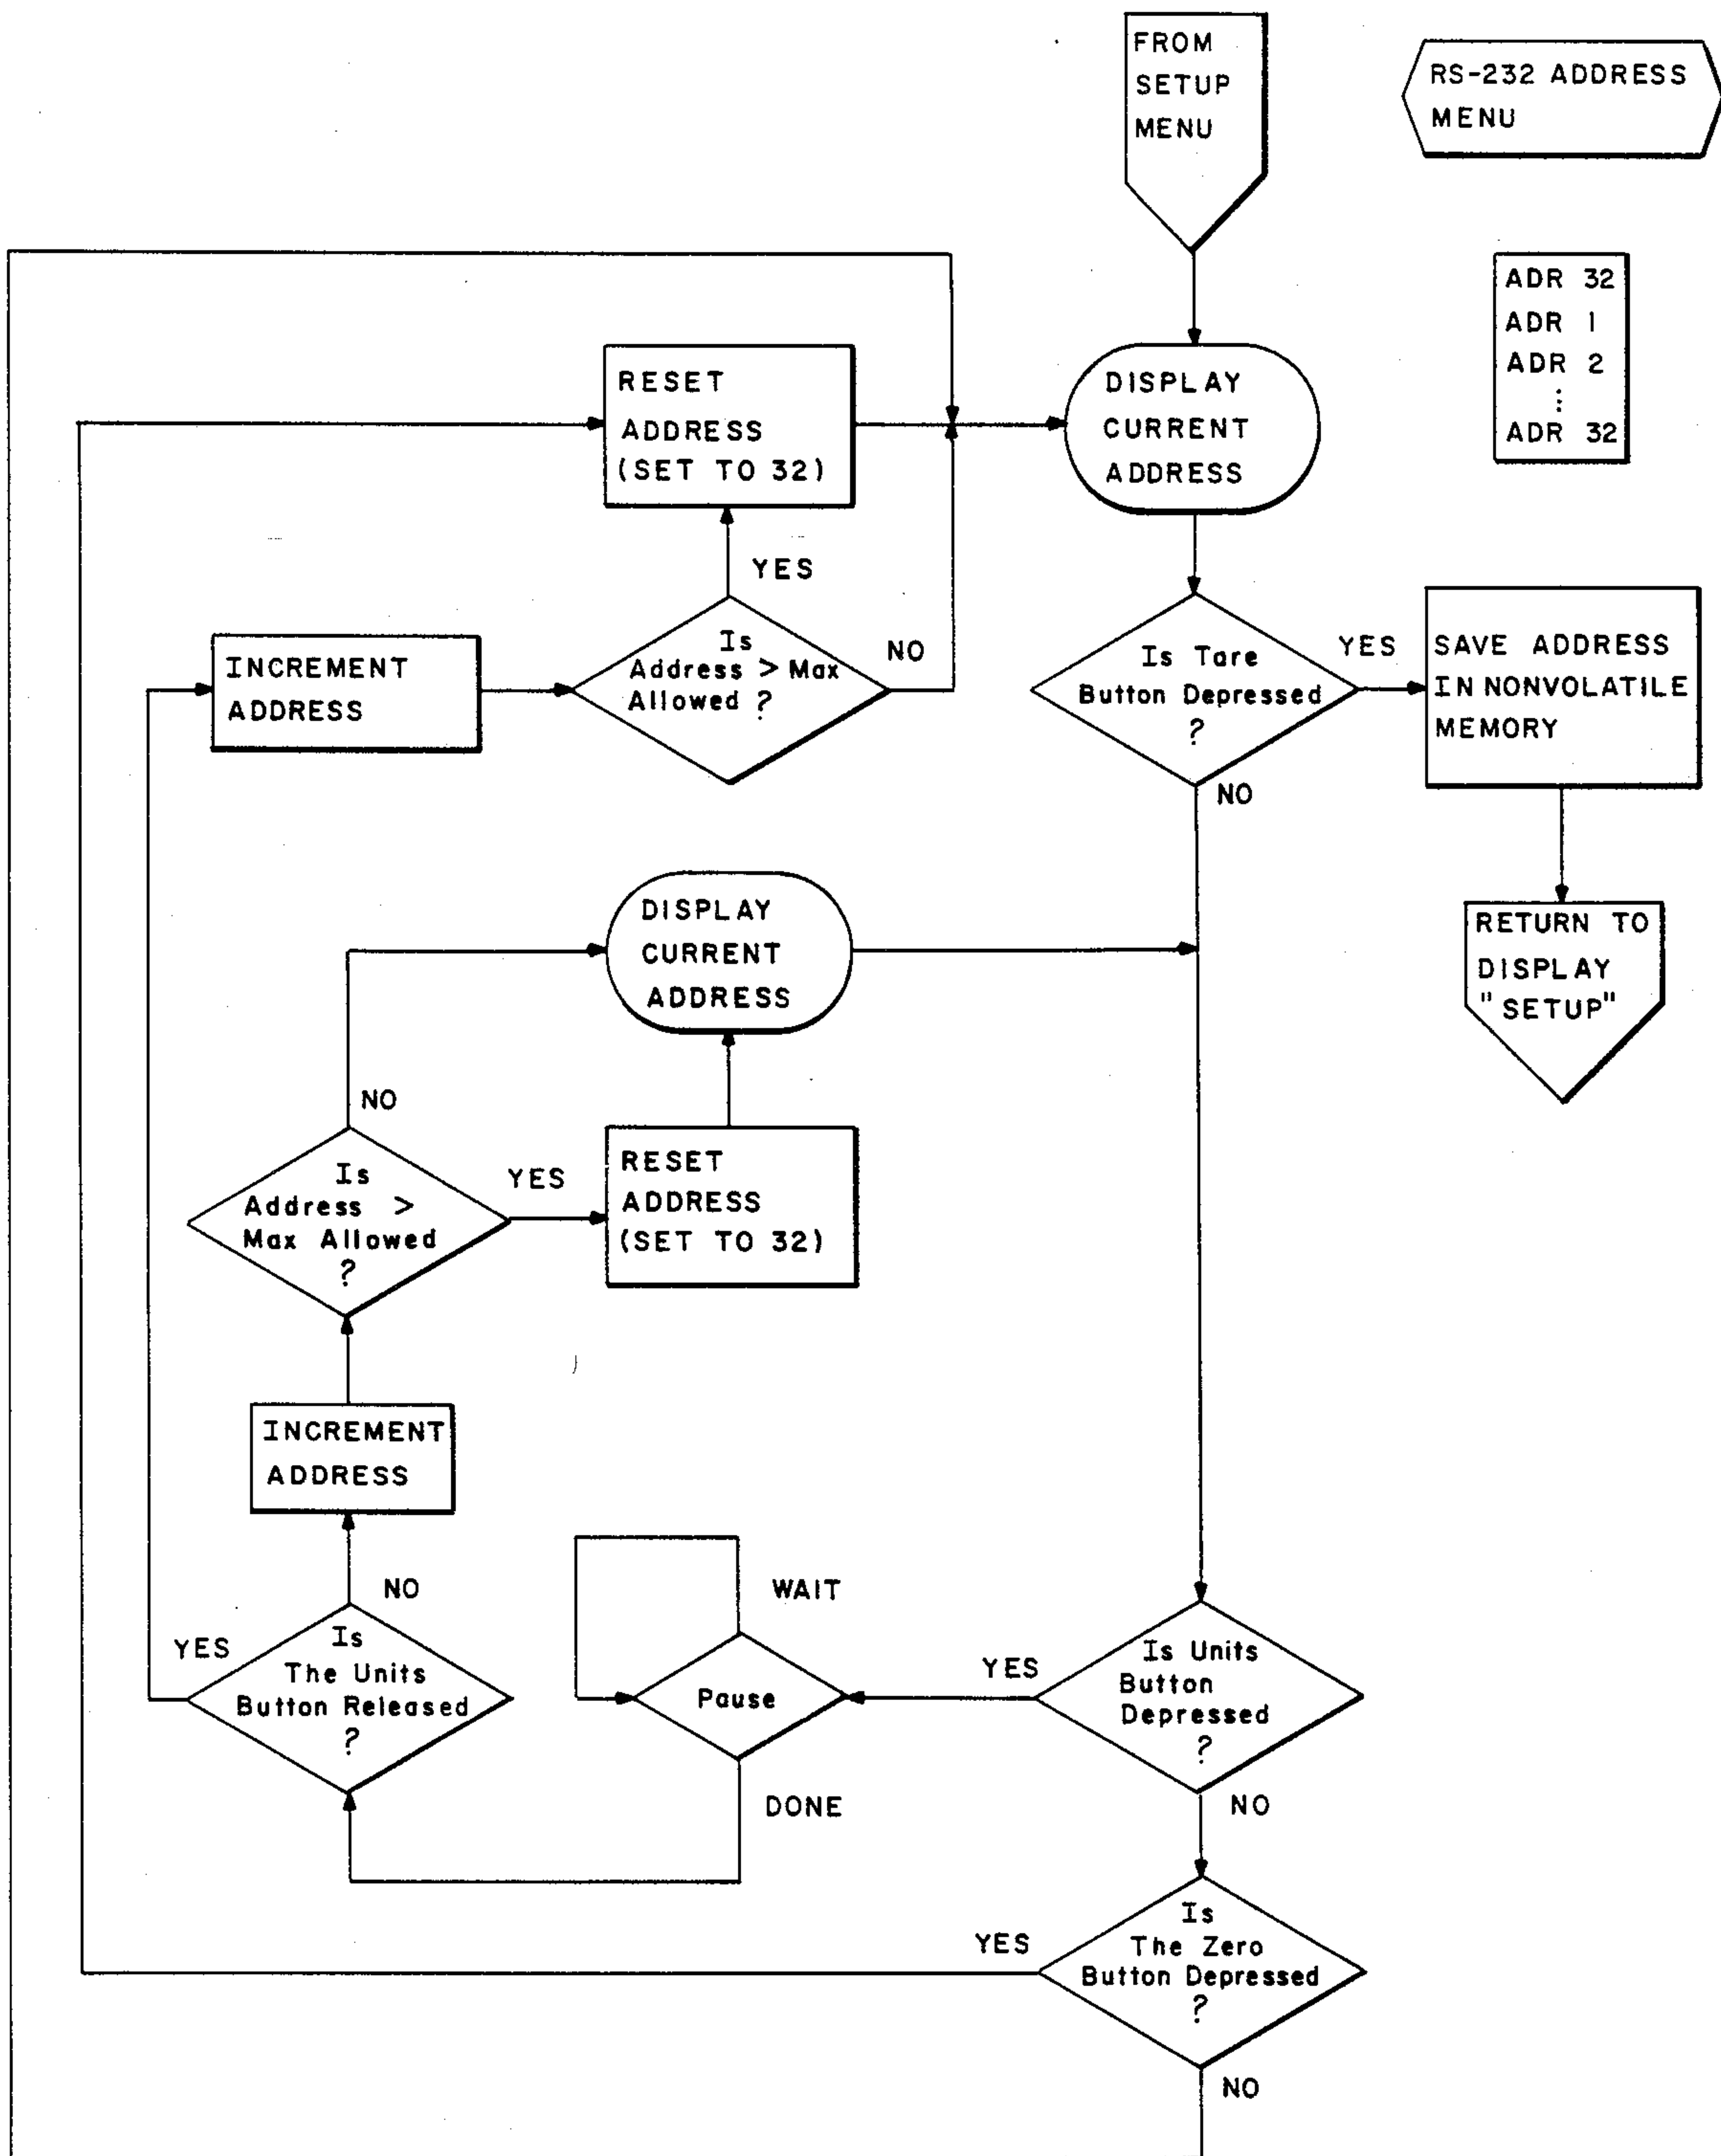 FROM
SETUP
MENU
RS-232 ADDRESS
MENU
ADR 32
ADR 1
ADR 2
⋮
ADR 32
RESET
ADDRESS
(SET TO 32)
DISPLAY
CURRENT
ADDRESS
YES
INCREMENT
ADDRESS
Is
Address > Max
Allowed ?
NO
Is Tare
Button Depressed
?
YES
NO
SAVE ADDRESS
IN NONVOLATILE
MEMORY
RETURN TO
DISPLAY
"SETUP"
DISPLAY
CURRENT
ADDRESS
NO
Is
Address >
Max Allowed
?
YES
RESET
ADDRESS
(SET TO 32)
INCREMENT
ADDRESS
NO
YES
Is
The Units
Button Released
?
WAIT
Pause
DONE
YES
Is Units
Button
Depressed
?
NO
YES
Is
The Zero
Button Depressed
?
NO